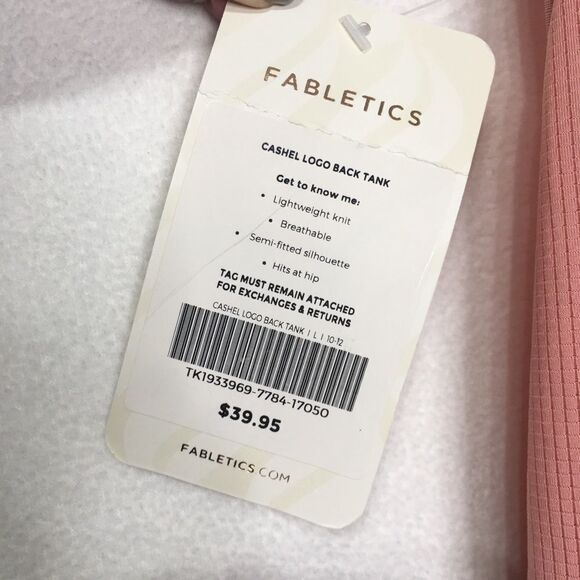 FABLETICS
CASHEL LOGO BACK TANK
Get to know me:
• Lightweight knit
• Breathable
• Semi-fitted silhouette
• Hits at hip
TAG MUST REMAIN ATTACHED
FOR EXCHANGES & RETURNS
CASHEL LOGO BACK TANK | L | 10-12
TK1933969-7784-17050
$39.95
FABLETICS.COM